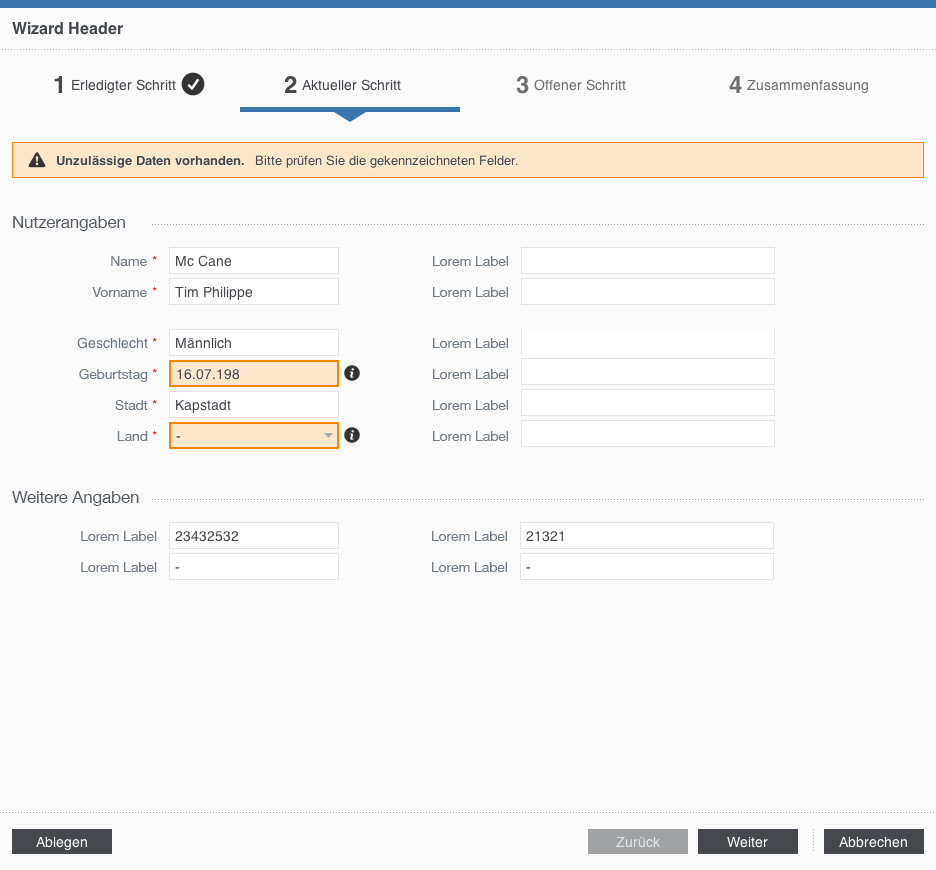 Wizard Header
1 Erledigter Schritt 2 Aktueller Schritt 3 Offener Schritt 4 Zusammenfassung
Unzulässige Daten vorhanden. Bitte prüfen Sie die gekennzeichneten Felder.
Nutzerangaben
Name * Mc Cane Lorem Label
Vorname * Tim Philippe Lorem Label
Geschlecht * Männlich Lorem Label
Geburtstag * 16.07.198 i Lorem Label
Stadt * Kapstadt Lorem Label
Land * - i Lorem Label
Weitere Angaben
Lorem Label 23432532 Lorem Label 21321
Lorem Label - Lorem Label -
Ablegen Zurück Weiter Abbrechen